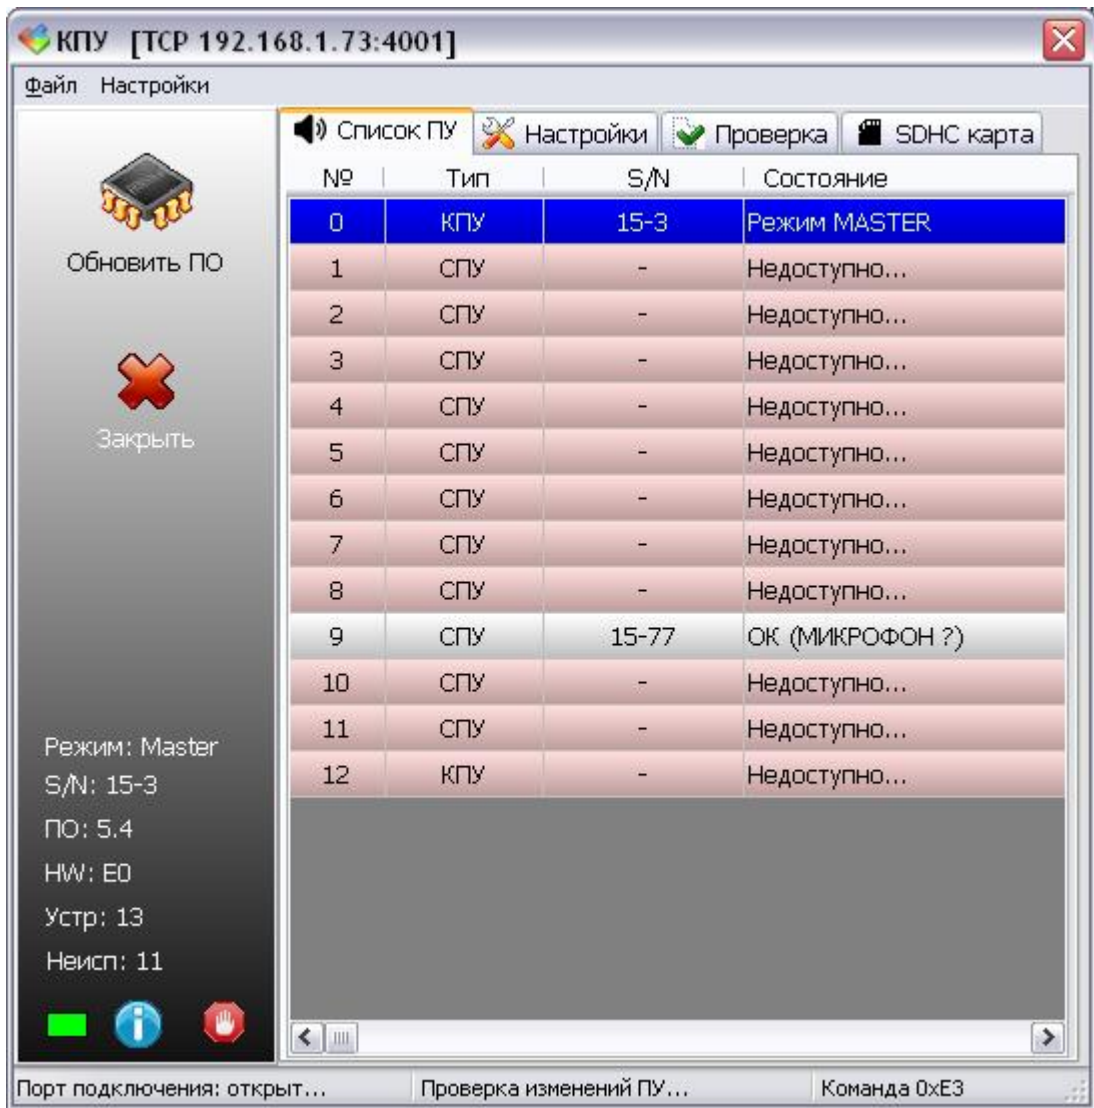 КПУ [TCP 192.168.1.73:4001]
Файл Настройки
Список ПУ Настройки Проверка SDHC карта
Обновить ПО
Закрыть
№ Тип S/N Состояние
0 КПУ 15-3 Режим MASTER
1 СПУ - Недоступно...
2 СПУ - Недоступно...
3 СПУ - Недоступно...
4 СПУ - Недоступно...
5 СПУ - Недоступно...
6 СПУ - Недоступно...
7 СПУ - Недоступно...
8 СПУ - Недоступно...
9 СПУ 15-77 ОК (МИКРОФОН ?)
10 СПУ - Недоступно...
11 СПУ - Недоступно...
12 КПУ - Недоступно...
Режим: Master
S/N: 15-3
ПО: 5.4
HW: E0
Устр: 13
Неисп: 11
Порт подключения: открыт... Проверка изменений ПУ... Команда 0xE3